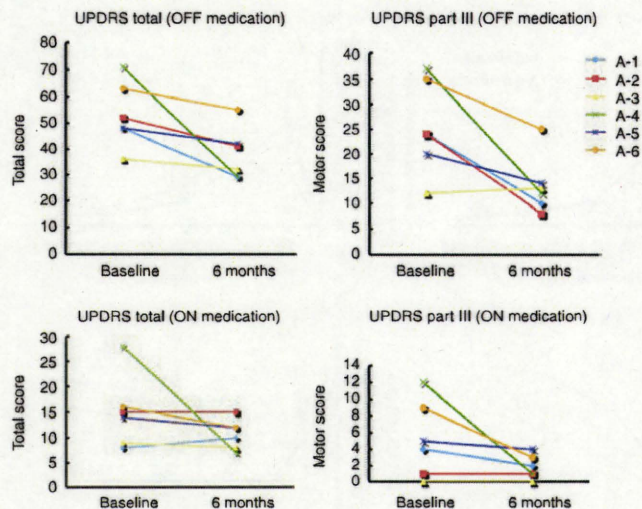 UPDRS total (OFF medication)
80
70
60
50
40
30
20
10
0
Total score
Baseline 6 months
UPDRS part III (OFF medication)
40
35
30
25
20
15
10
5
0
Motor score
Baseline 6 months
A-1
A-2
A-3
A-4
A-5
A-6
UPDRS total (ON medication)
30
25
20
15
10
5
0
Total score
Baseline 6 months
UPDRS part III (ON medication)
14
12
10
8
6
4
2
0
Motor score
Baseline 6 months